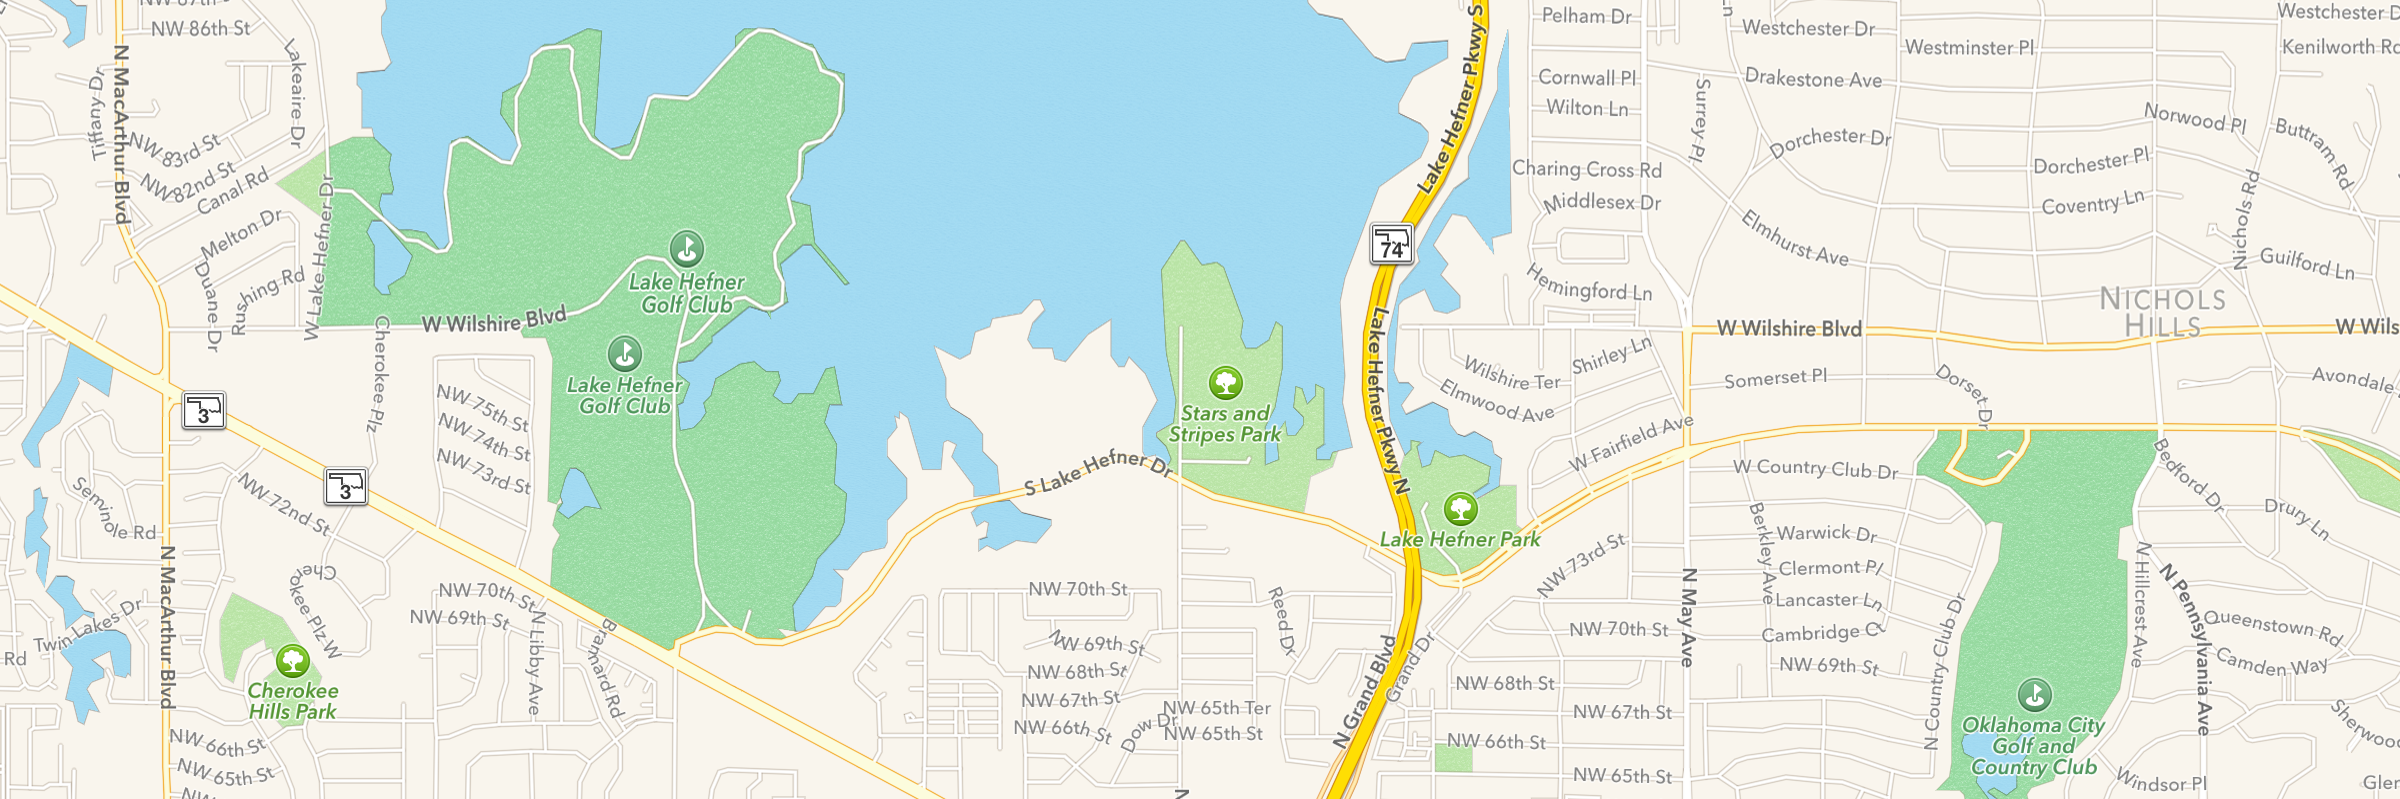 NW 86th St
Lakeaire Dr
N MacArthur Blvd
Tiffany Dr
NW 83rd St
NW 82nd St
Canal Rd
Melton Dr
Duane Dr
Rushing Rd
W Lake Hefner Dr
W Wilshire Blvd
Lake Hefner
Golf Club
Lake Hefner
Golf Club
Cherokee Plz
3
3
NW 75th St
NW 74th St
NW 73rd St
NW 72nd St
Seminole Rd
N MacArthur Blvd
Twin Lakes Dr
Rd
Cherokee Plz W
Cherokee
Hills Park
NW 70th St
NW 69th St
N Libby Ave
Branard Rd
NW 66th St
NW 65th St
NW
S Lake Hefner Dr
Stars and
Stripes Park
Lake Hefner Pkwy S
74
Lake Hefner Pkwy N
Lake Hefner Park
NW 70th St
NW 69th St
NW 68th St
NW 67th St
NW 66th St
Dow Dr
NW 65th Ter
NW 65th St
N
Reed Dr
N Grand Blvd
Grand Dr
Pelham Dr
Cornwall Pl
Wilton Ln
Charing Cross Rd
Middlesex Dr
Hemingford Ln
Ln
Westchester Dr
Westminster Pl
Westchester D
Kenilworth Rd
Drakestone Ave
Surrey Pl
Dorchester Dr
Norwood Pl
Buttram Rd
Dorchester Pl
Coventry Ln
Elmhurst Ave
Nichols Rd
Guilford Ln
NICHOLS
HILLS
W Wilshire Blvd
W Wils
Wilshire Ter
Shirley Ln
Elmwood Ave
Somerset Pl
Dorset Dr
Avondale
W Fairfield Ave
W Country Club Dr
Bedford Dr
Drury Ln
Berkley Ave
Warwick Dr
Clermont Pl
Lancaster Ln
Cambridge Ct
NW 69th St
NW 73rd St
NW 70th St
NW 68th St
NW 67th St
NW 66th St
NW 65th St
N May Ave
N Country Club Dr
N Hillcrest Ave
N Pennsylvania Ave
Queenstown Rd
Camden Way
Sherwood
Oklahoma City
Golf and
Country Club
Windsor Pl
Glen